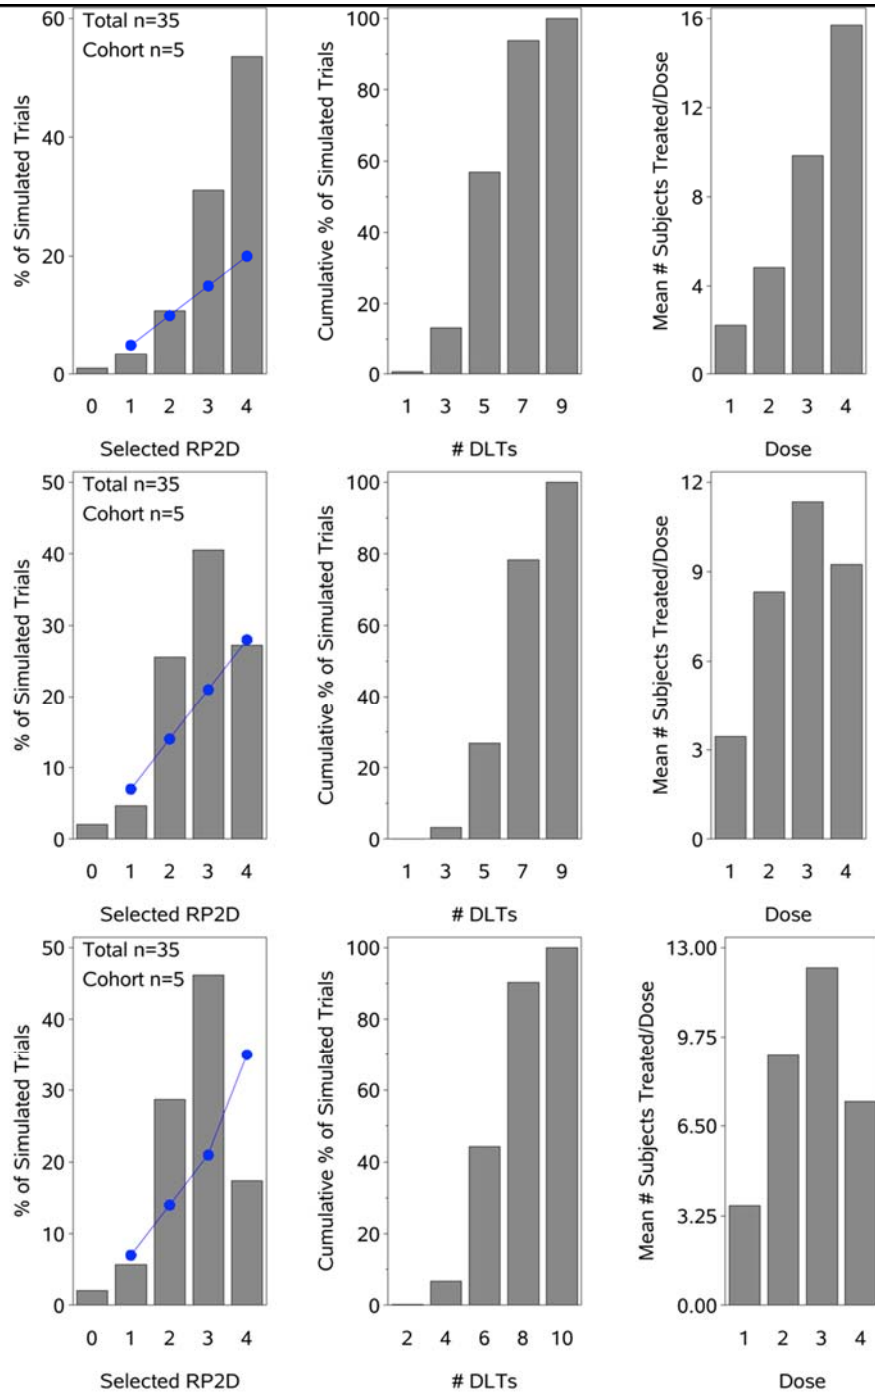 Total n=35
Cohort n=5
% of Simulated Trials
60
40
20
0
0 1 2 3 4
Selected RP2D
Cumulative % of Simulated Trials
100
80
60
40
20
0
1 3 5 7 9
# DLTs
Mean # Subjects Treated/Dose
16
12
8
4
0
1 2 3 4
Dose
Total n=35
Cohort n=5
% of Simulated Trials
50
40
30
20
10
0
0 1 2 3 4
Selected RP2D
Cumulative % of Simulated Trials
100
80
60
40
20
0
1 3 5 7 9
# DLTs
Mean # Subjects Treated/Dose
12
9
6
3
0
1 2 3 4
Dose
Total n=35
Cohort n=5
% of Simulated Trials
50
40
30
20
10
0
0 1 2 3 4
Selected RP2D
Cumulative % of Simulated Trials
100
80
60
40
20
0
2 4 6 8 10
# DLTs
Mean # Subjects Treated/Dose
13.00
9.75
6.50
3.25
0.00
1 2 3 4
Dose